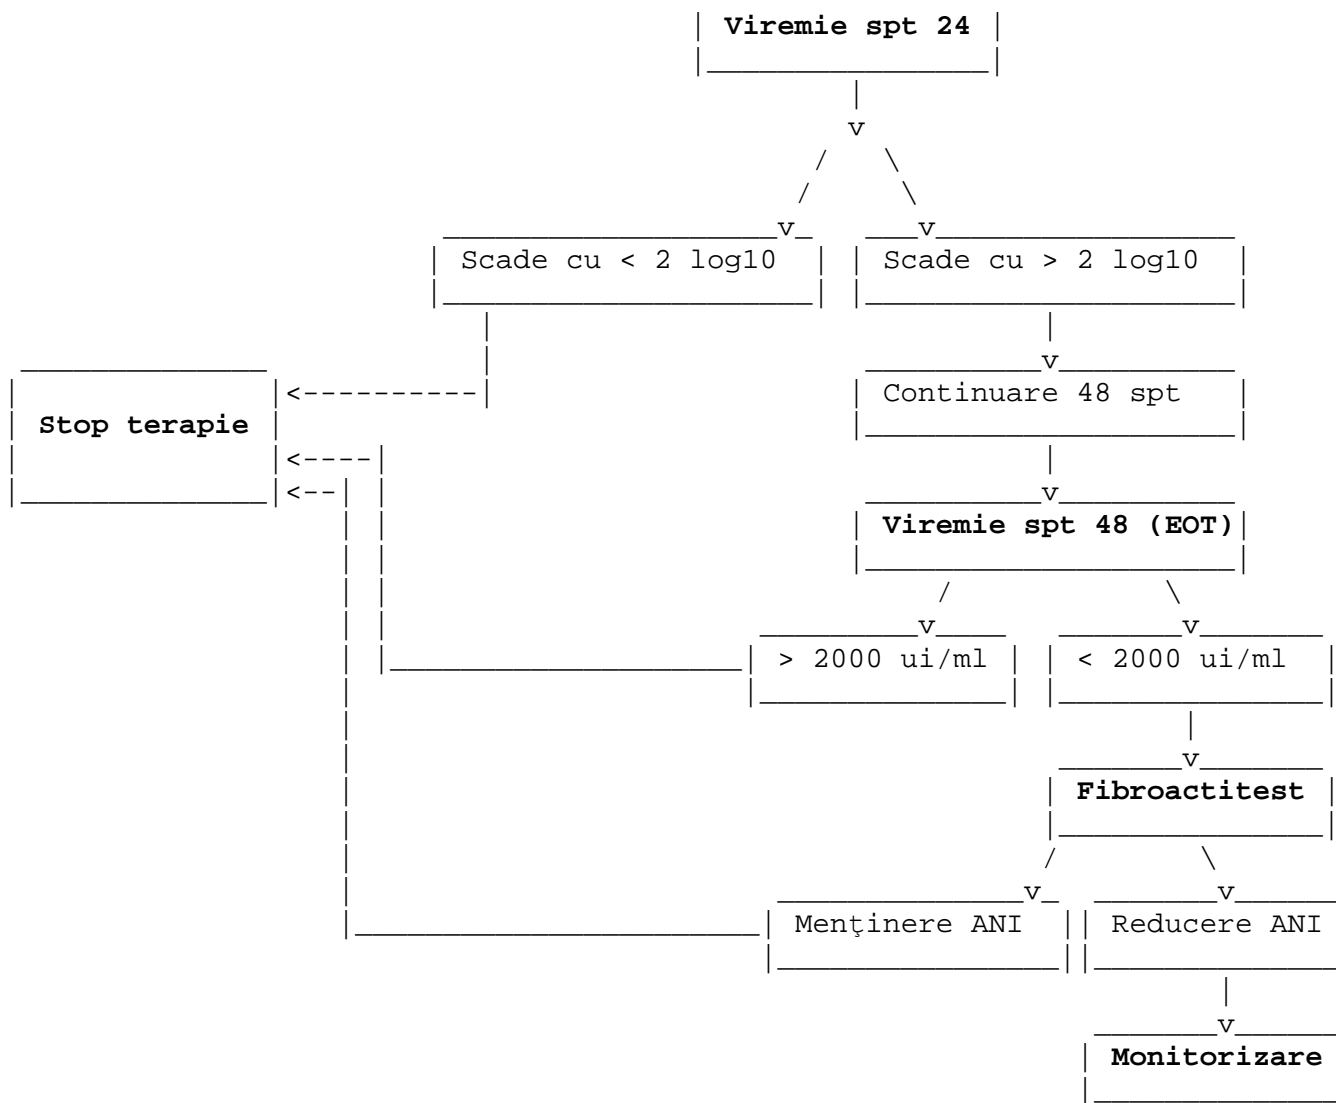 Viremie spt 24
Scade cu < 2 log10
Scade cu > 2 log10
Continuare 48 spt
Stop terapie
Viremie spt 48 (EOT)
> 2000 ui/ml
< 2000 ui/ml
Fibroactitest
Menţinere ANI
Reducere ANI
Monitorizare